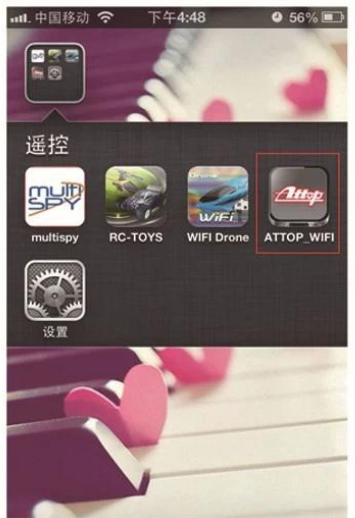 中国移动 下午4:48 56%
遥控
multi
SPY
Drone
WiFi
Attop
multispy RC-TOYS WIFI Drone ATTOP_WIFI
设置